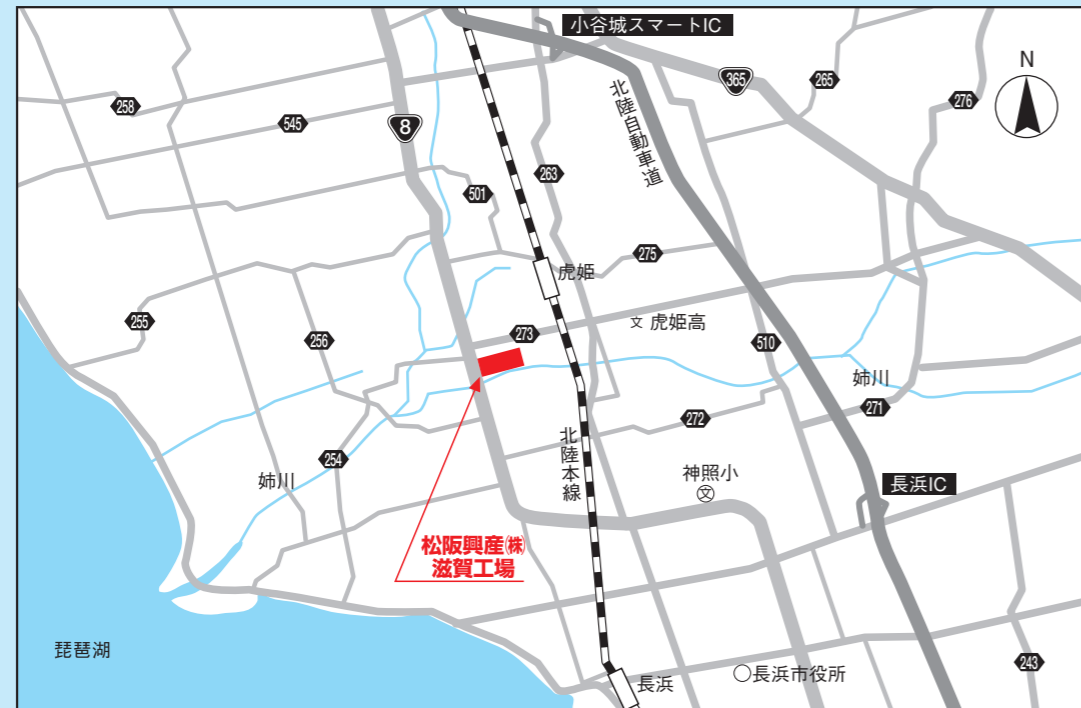 小谷城スマートIC
N
365
265
276
258
545
8
北陸自動車道
263
501
275
虎姫
255
256
273
文 虎姫高
510
姉川
271
272
254
姉川
北陸本線
神照小
文
長浜IC
松阪興産㈱
滋賀工場
琵琶湖
長浜
長浜市役所
243